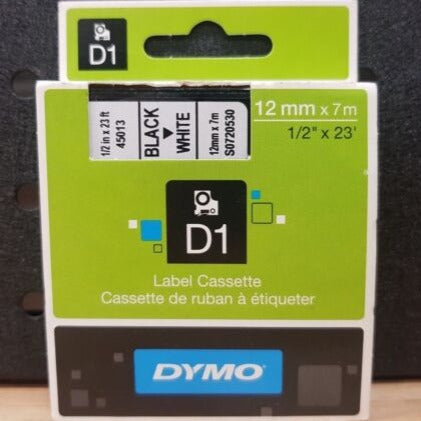 D1
1/2 in x 23 ft
45013
BLACK
WHITE
12mm x 7m
S0720530
12 mm x 7m
1/2" x 23'
D1
Label Cassette
Cassette de ruban à étiqueter
DYMO